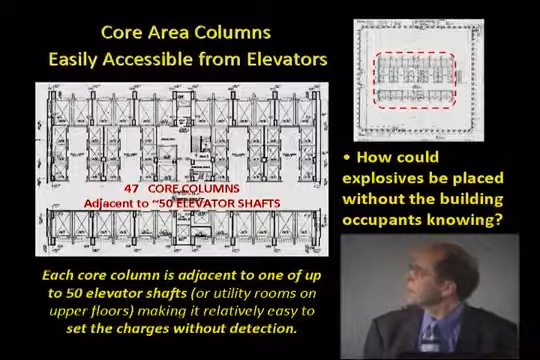 Core Area Columns
Easily Accessible from Elevators
47 CORE COLUMNS
Adjacent to ~50 ELEVATOR SHAFTS
• How could
explosives be placed
without the building
occupants knowing?
Each core column is adjacent to one of up
to 50 elevator shafts (or utility rooms on
upper floors) making it relatively easy to
set the charges without detection.